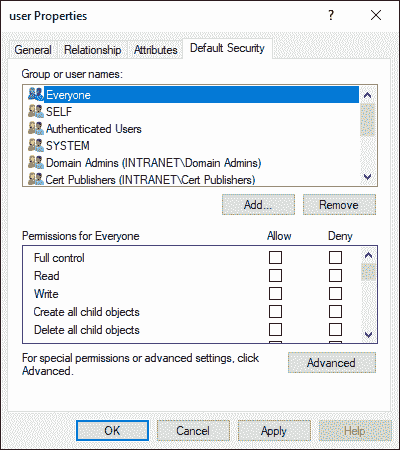 user Properties
General Relationship Attributes Default Security
Group or user names:
Everyone
SELF
Authenticated Users
SYSTEM
Domain Admins (INTRANET\Domain Admins)
Cert Publishers (INTRANET\Cert Publishers)
Add... Remove
Permissions for Everyone Allow Deny
Full control
Read
Write
Create all child objects
Delete all child objects
For special permissions or advanced settings, click
Advanced.
Advanced
OK Cancel Apply Help